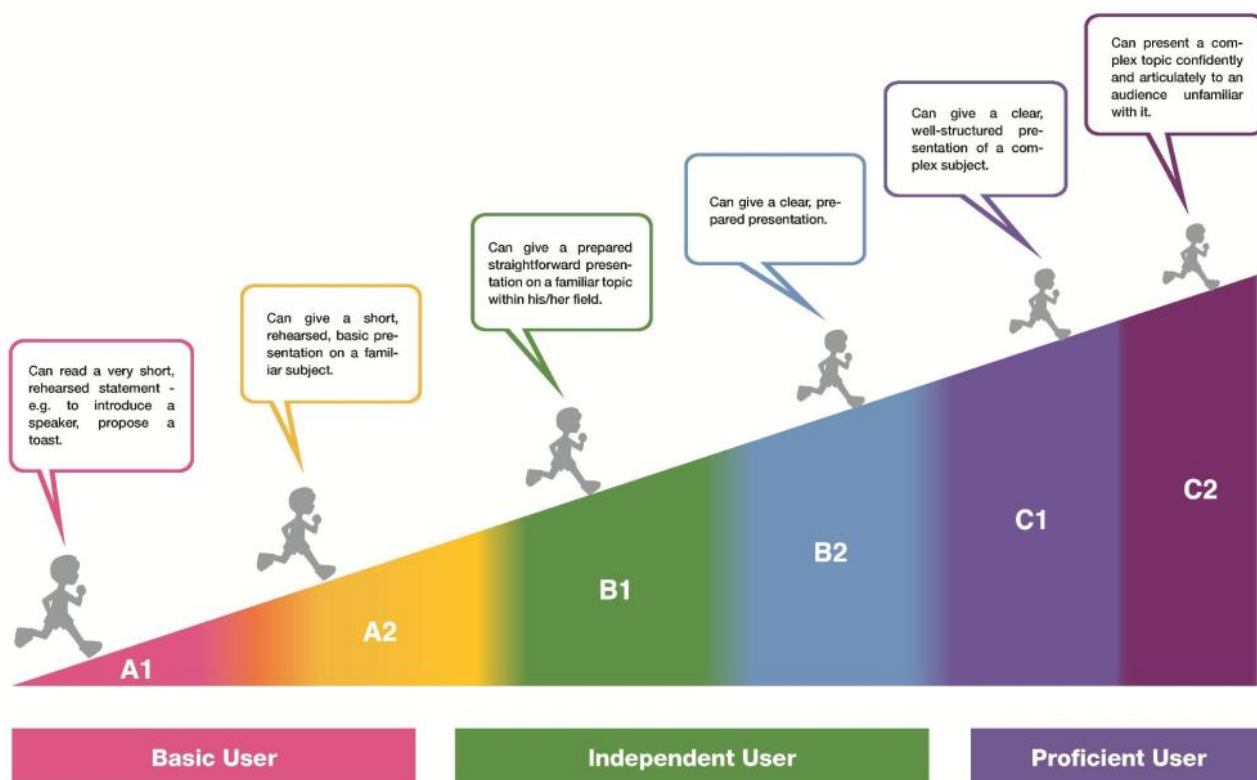 Can read a very short,
rehearsed statement -
e.g. to introduce a
speaker, propose a
toast.
Can give a short,
rehearsed, basic pre-
sentation on a famil-
iar subject.
Can give a prepared
straightforward presen-
tation on a familiar topic
within his/her field.
Can give a clear, pre-
pared presentation.
Can give a clear,
well-structured pre-
sentation of a com-
plex subject.
Can present a com-
plex topic confidently
and articulately to an
audience unfamiliar
with it.
A1
A2
B1
B2
C1
C2
Basic User
Independent User
Proficient User